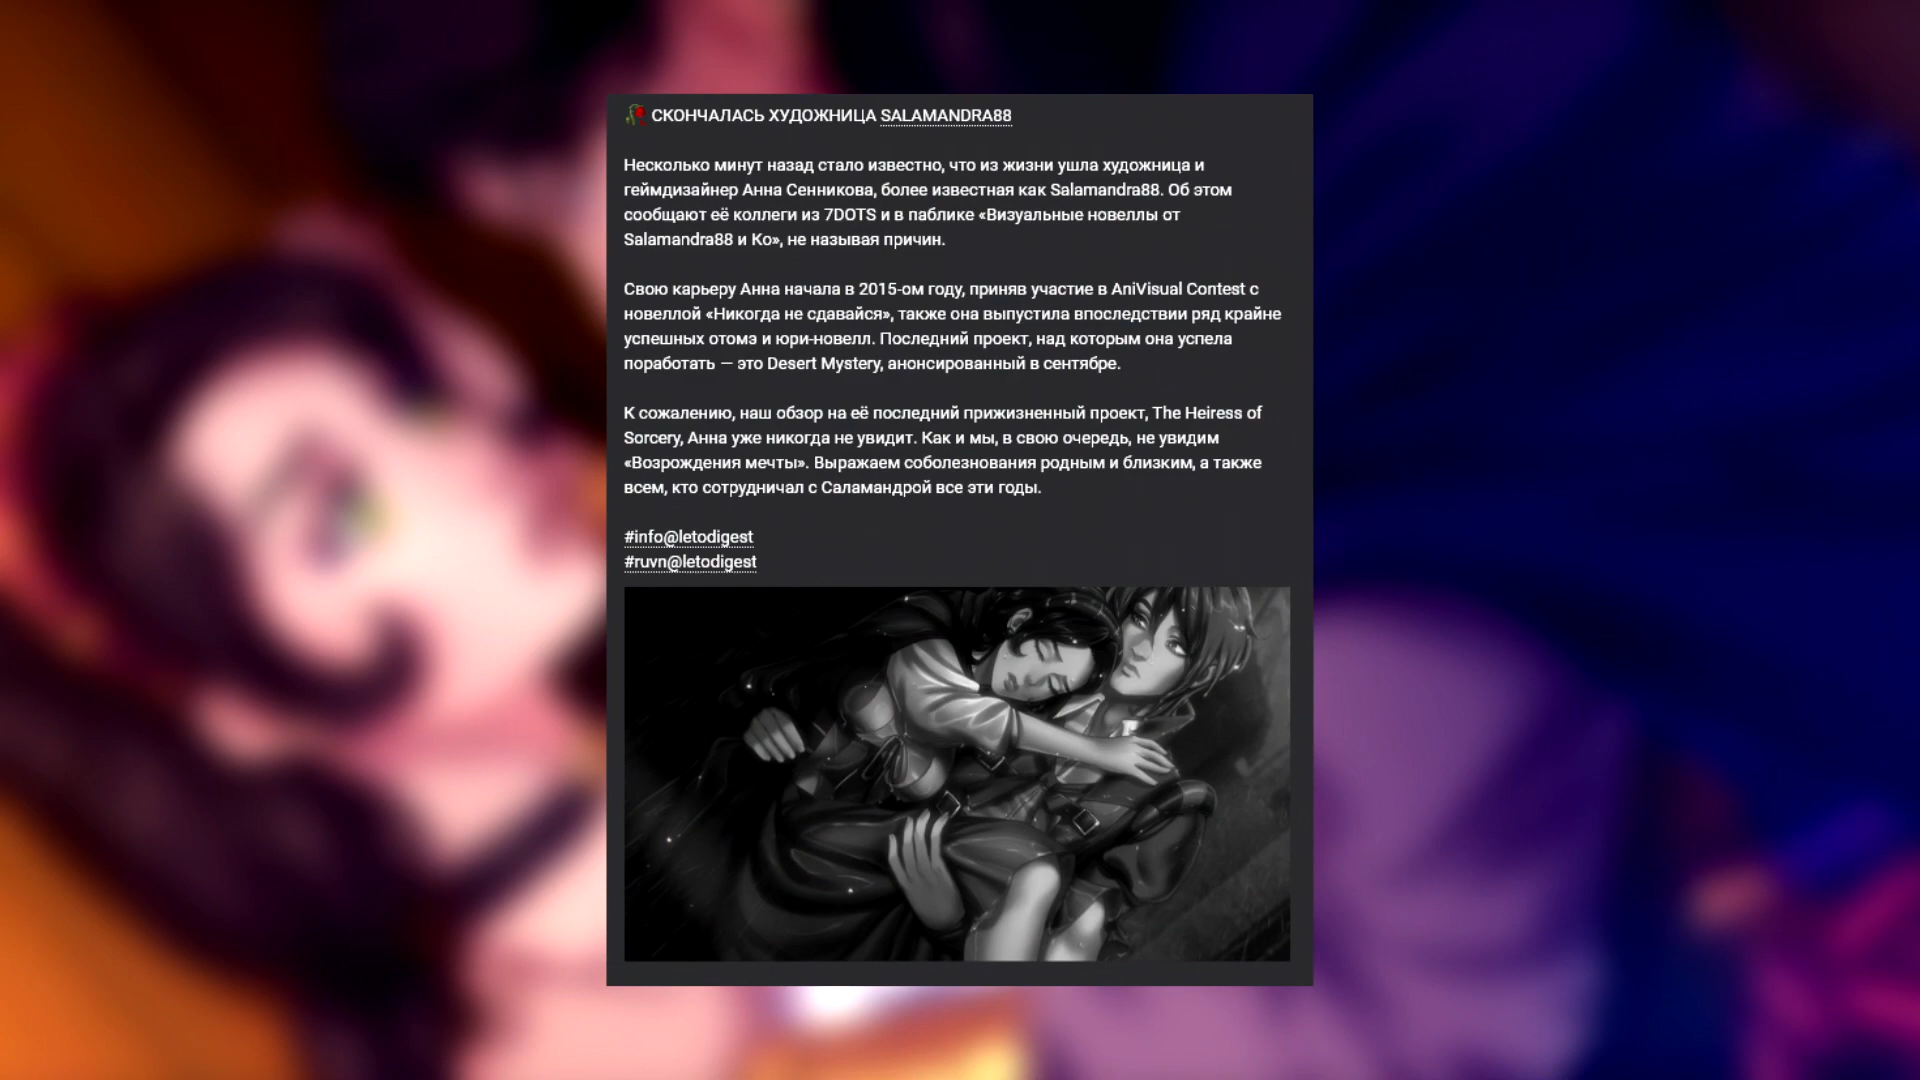 🥀 СКОНЧАЛАСЬ ХУДОЖНИЦА SALAMANDRA88
Несколько минут назад стало известно, что из жизни ушла художница и
геймдизайнер Анна Сенникова, более известная как Salamandra88. Об этом
сообщают её коллеги из 7DOTS и в паблике «Визуальные новеллы от
Salamandra88 и Ко», не называя причин.
Свою карьеру Анна начала в 2015-ом году, приняв участие в AniVisual Contest с
новеллой «Никогда не сдавайся», также она выпустила впоследствии ряд крайне
успешных отомэ и юри-новелл. Последний проект, над которым она успела
поработать — это Desert Mystery, анонсированный в сентябре.
К сожалению, наш обзор на её последний прижизненный проект, The Heiress of
Sorcery, Анна уже никогда не увидит. Как и мы, в свою очередь, не увидим
«Возрождения мечты». Выражаем соболезнования родным и близким, а также
всем, кто сотрудничал с Саламандрой все эти годы.
#info@letodigest
#ruvn@letodigest